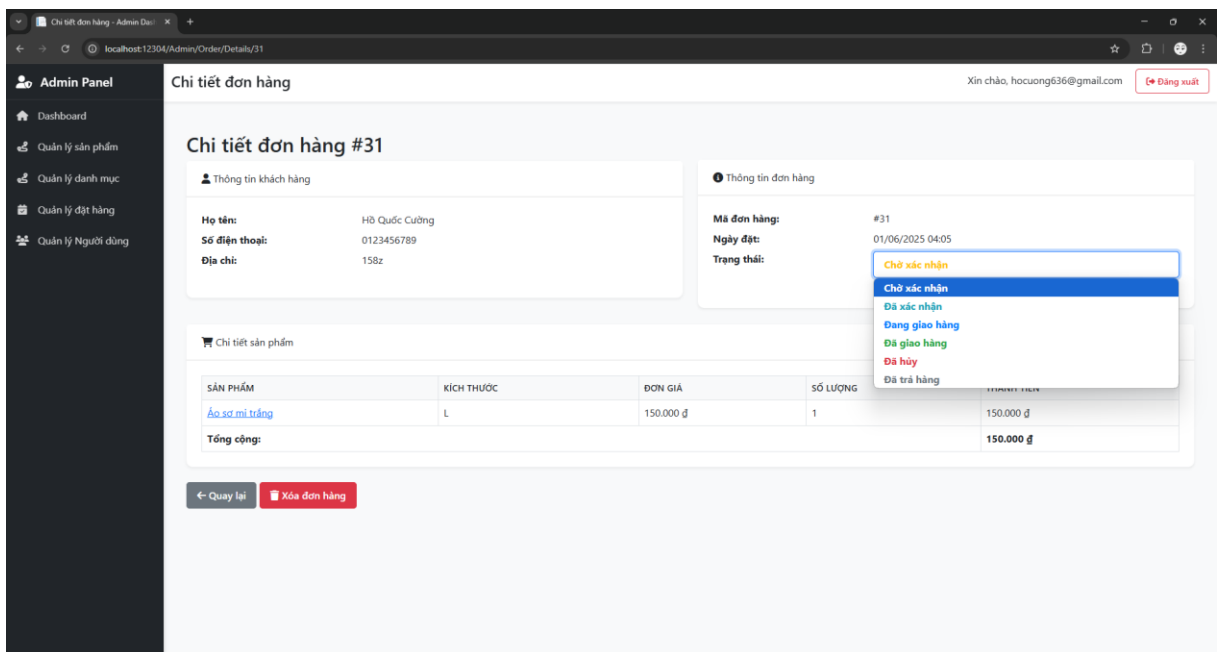 Chi tiết đơn hàng - Admin Das
localhost:12304/Admin/Order/Details/31
Admin Panel
Chi tiết đơn hàng
Xin chào, hocuong636@gmail.com
Đăng xuất
Dashboard
Quản lý sản phẩm
Quản lý danh mục
Quản lý đặt hàng
Quản lý Người dùng
Chi tiết đơn hàng #31
Thông tin khách hàng
Họ tên: Hồ Quốc Cường
Số điện thoại: 0123456789
Địa chỉ: 158z
Thông tin đơn hàng
Mã đơn hàng: #31
Ngày đặt: 01/06/2025 04:05
Trạng thái: Chờ xác nhận
Chờ xác nhận
Đã xác nhận
Đang giao hàng
Đã giao hàng
Đã hủy
Đã trả hàng
Chi tiết sản phẩm
SẢN PHẨM KÍCH THƯỚC ĐƠN GIÁ SỐ LƯỢNG THÀNH TIỀN
Áo sơ mi trắng L 150.000 ₫ 1 150.000 ₫
Tổng cộng: 150.000 ₫
Quay lại
Xóa đơn hàng